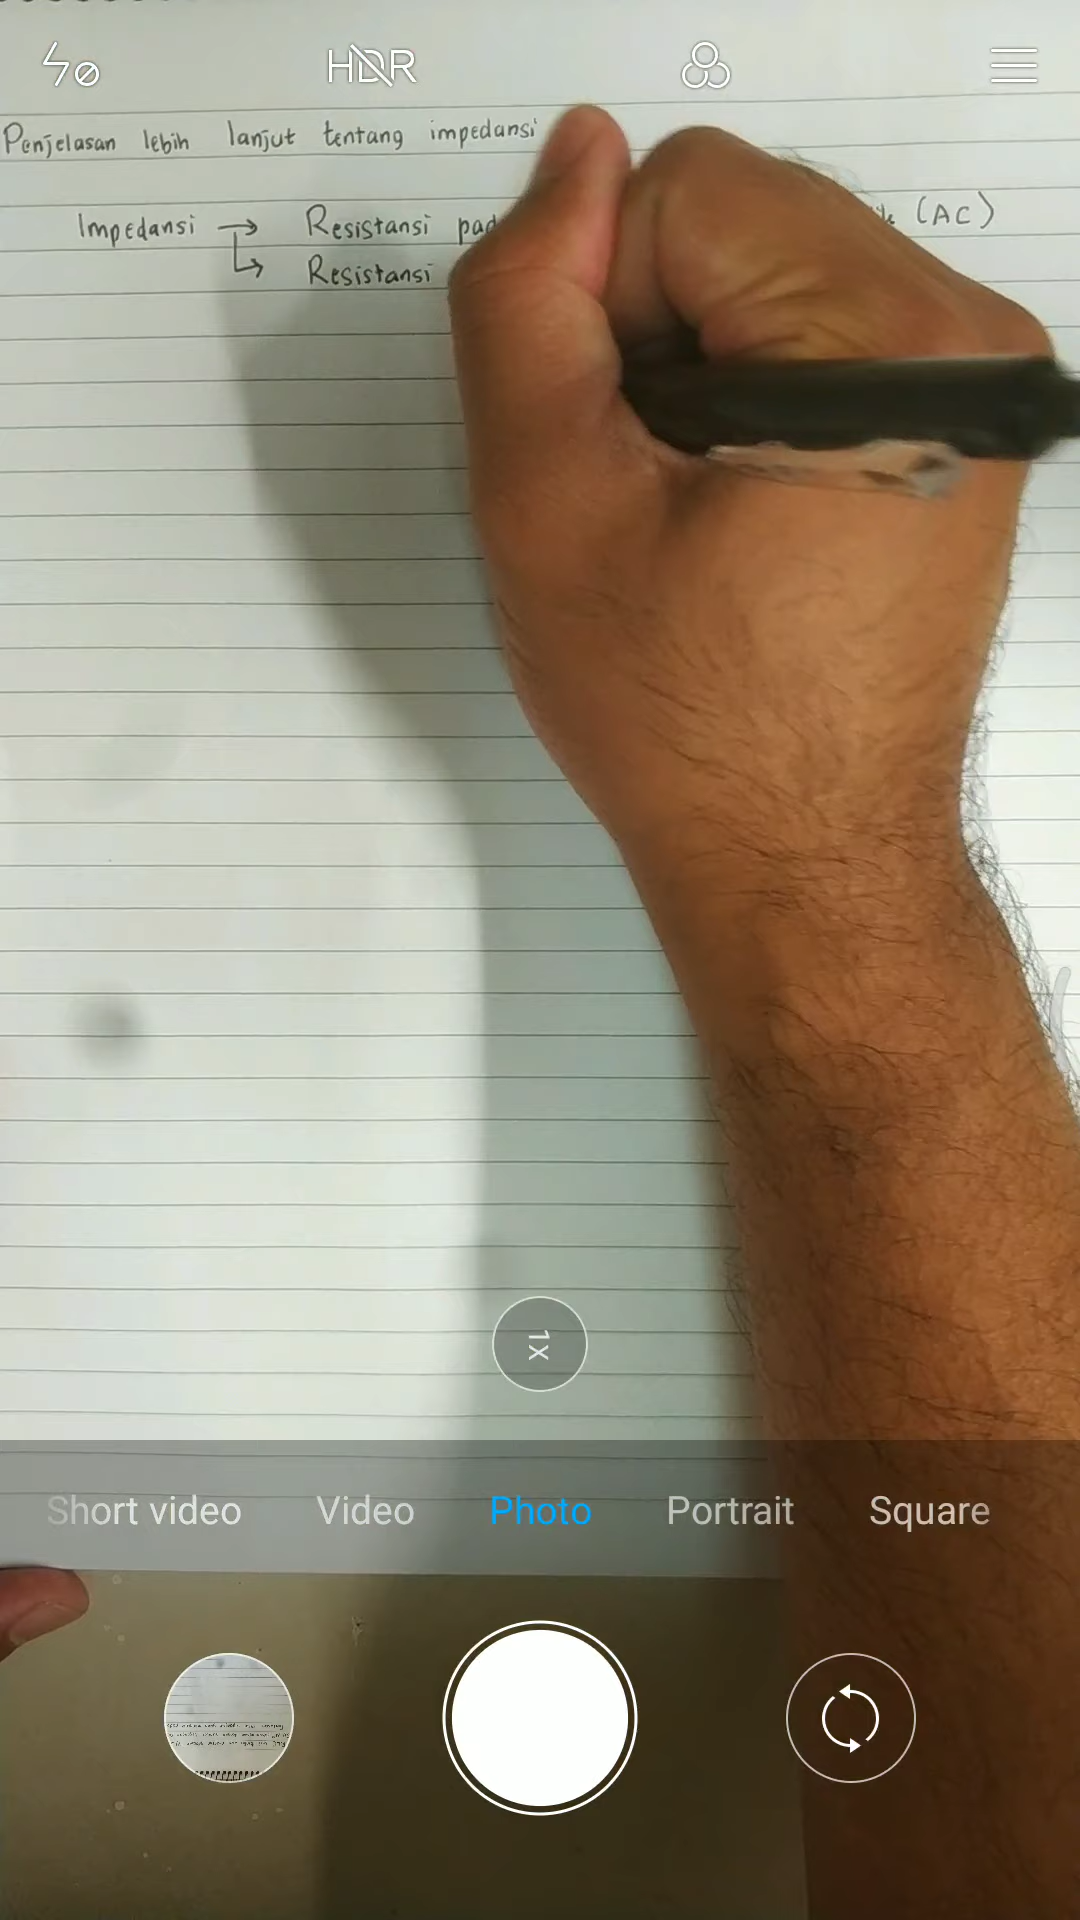 HDR
Penjelasan lebih lanjut tentang impedansi
Impedansi → Resistansi (AC)
Resistansi
1X
Short video Video Photo Portrait Square